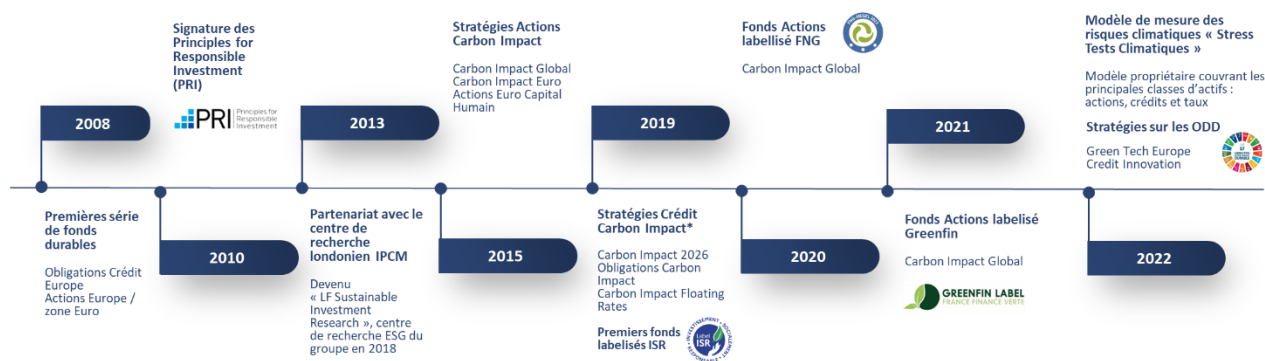 2008
Premières série
de fonds
durables
Obligations Crédit
Europe
Actions Europe /
zone Euro
Signature des
Principles for
Responsible
Investment
(PRI)
PRI
Principles for
Responsible
Investment
2010
2013
Partenariat avec le
centre de
recherche
londonien IPCM
Devenu
« LF Sustainable
Investment
Research », centre
de recherche ESG du
groupe en 2018
Stratégies Actions
Carbon Impact
Carbon Impact Global
Carbon Impact Euro
Actions Euro Capital
Humain
2015
2019
Stratégies Crédit
Carbon Impact*
Carbon Impact 2026
Obligations Carbon
Impact
Carbon Impact Floating
Rates
Premiers fonds
labelisés ISR
Label
ISR
Fonds Actions
labellisé FNG
Carbon Impact Global
2020
2021
Fonds Actions labelisé
Greenfin
Carbon Impact Global
GREENFIN LABEL
FRANCE FINANCE VERTE
Modèle de mesure des
risques climatiques « Stress
Tests Climatiques »
Modèle propriétaire couvrant les
principales classes d'actifs :
actions, crédits et taux
Stratégies sur les ODD
Green Tech Europe
Credit Innovation
2022